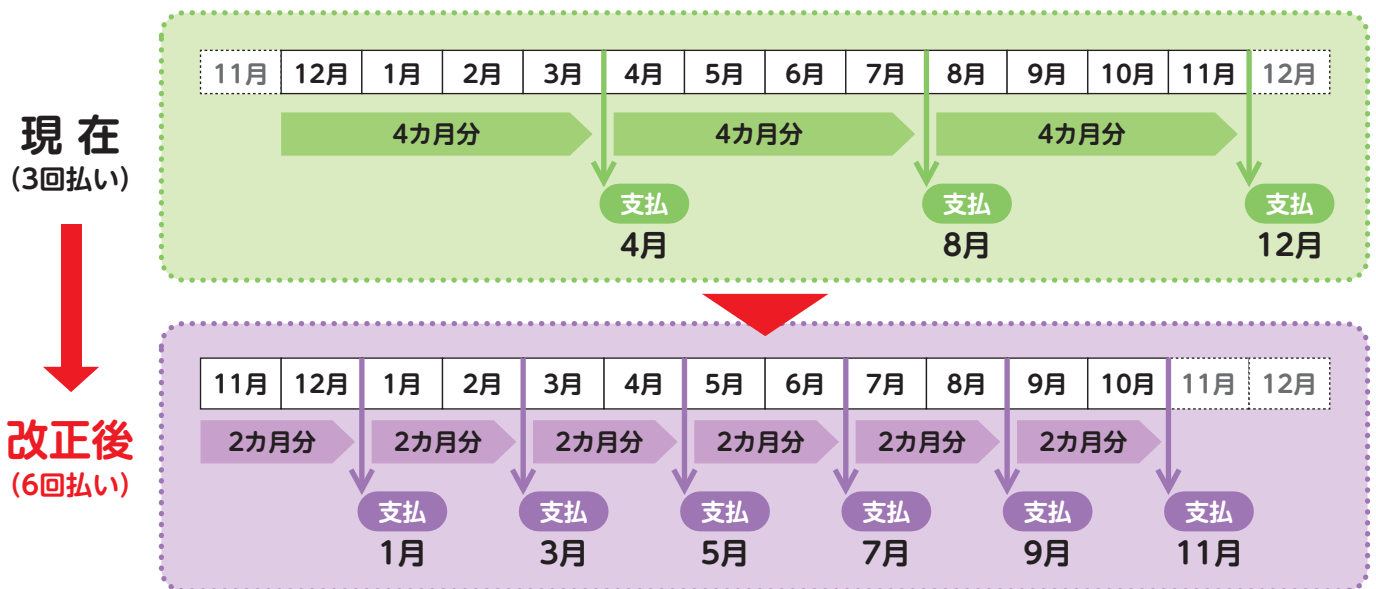 11月 12月 1月 2月 3月 4月 5月 6月 7月 8月 9月 10月 11月 12月
現在
(3回払い)
4カ月分 4カ月分 4カ月分
支払 支払 支払
4月 8月 12月
11月 12月 1月 2月 3月 4月 5月 6月 7月 8月 9月 10月 11月 12月
改正後
(6回払い)
2カ月分 2カ月分 2カ月分 2カ月分 2カ月分 2カ月分
支払 支払 支払 支払 支払 支払
1月 3月 5月 7月 9月 11月